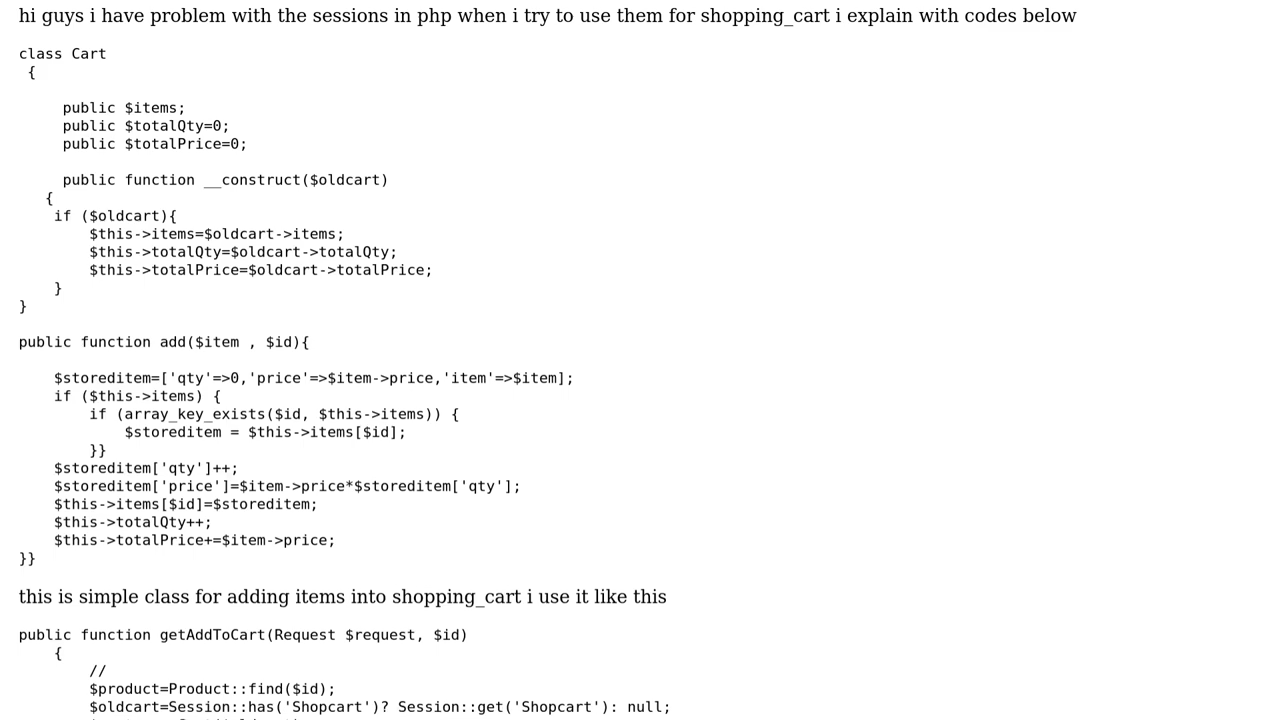 hi guys i have problem with the sessions in php when i try to use them for shopping_cart i explain with codes below
class Cart
{
public $items;
public $totalQty=0;
public $totalPrice=0;
public function __construct($oldcart)
{
if ($oldcart){
$this->items=$oldcart->items;
$this->totalQty=$oldcart->totalQty;
$this->totalPrice=$oldcart->totalPrice;
}
}
public function add($item , $id){
$storeditem=['qty'=>0,'price'=>$item->price,'item'=>$item];
if ($this->items) {
if (array_key_exists($id, $this->items)) {
$storeditem = $this->items[$id];
}}
$storeditem['qty']++;
$storeditem['price']=$item->price*$storeditem['qty'];
$this->items[$id]=$storeditem;
$this->totalQty++;
$this->totalPrice+=$item->price;
}}
this is simple class for adding items into shopping_cart i use it like this
public function getAddToCart(Request $request, $id)
{
//
$product=Product::find($id);
$oldcart=Session::has('Shopcart')? Session::get('Shopcart'): null;